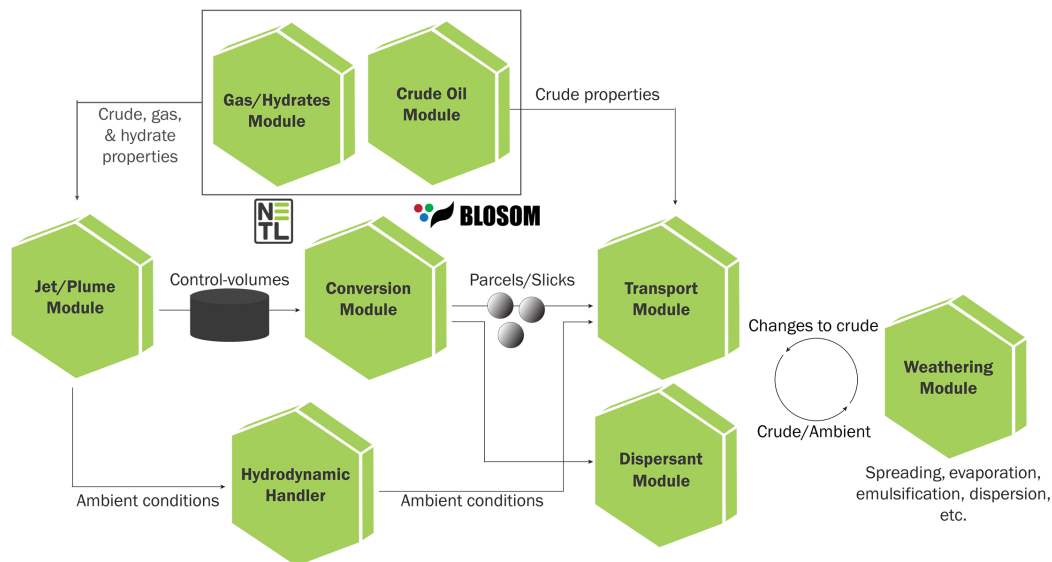 Gas/Hydrates
Module
Crude Oil
Module
Crude properties
Crude, gas,
& hydrate
properties
NE
TL
BLOSOM
Jet/Plume
Module
Control-volumes
Conversion
Module
Parcels/Slicks
Transport
Module
Changes to crude
Crude/Ambient
Weathering
Module
Spreading, evaporation,
emulsification, dispersion,
etc.
Hydrodynamic
Handler
Ambient conditions
Ambient conditions
Dispersant
Module